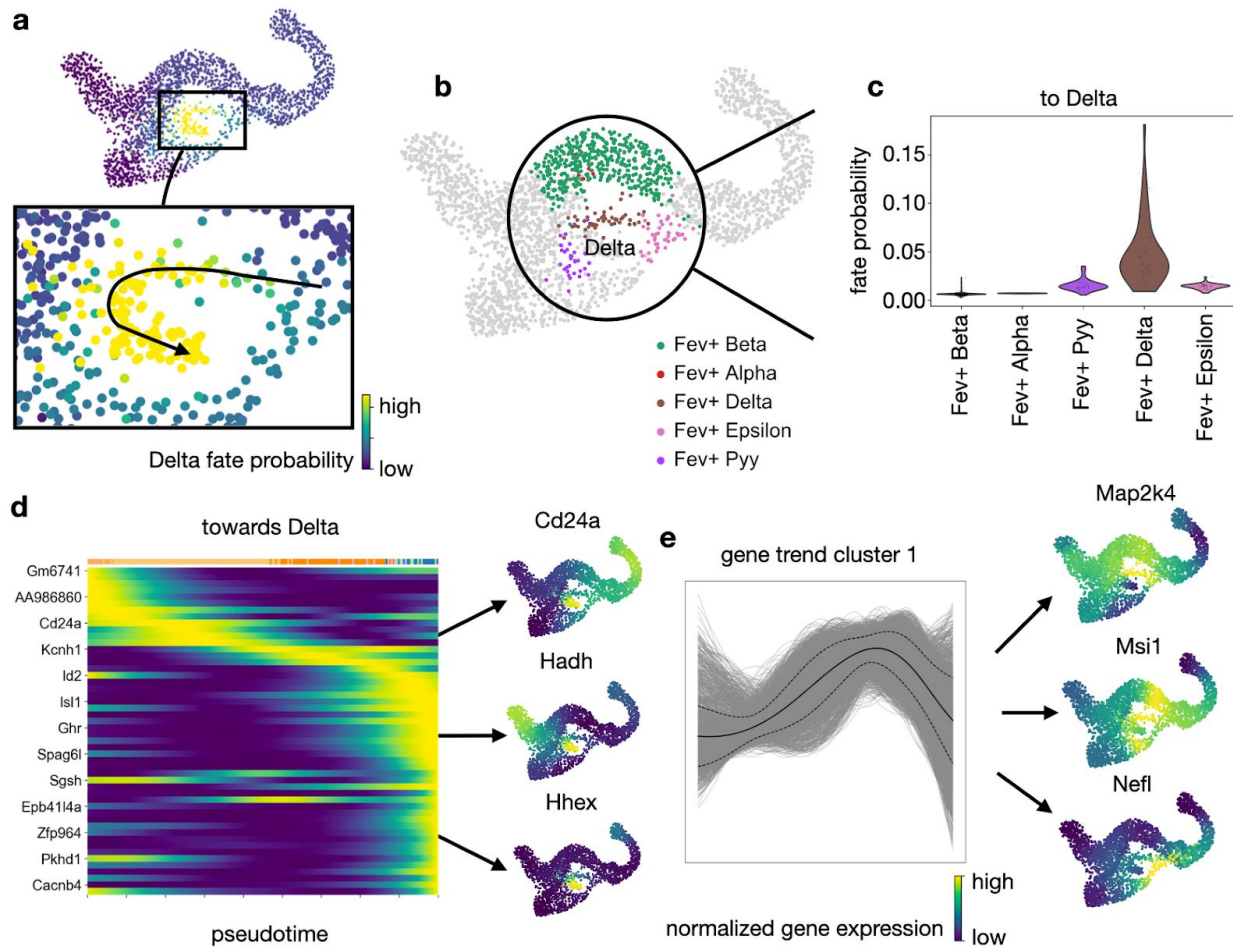 a
high
low
Delta fate probability
b
Delta
Fev+ Beta
Fev+ Alpha
Fev+ Delta
Fev+ Epsilon
Fev+ Pyy
c
to Delta
fate probability
0.15
0.10
0.05
0.00
Fev+ Beta
Fev+ Alpha
Fev+ Pyy
Fev+ Delta
Fev+ Epsilon
d
towards Delta
Gm6741
AA986860
Cd24a
Kcnh1
Id2
Isl1
Ghr
Spag6l
Sgsh
Epb41l4a
Zfp964
Pkhd1
Cacnb4
pseudotime
Cd24a
Hadh
Hhex
e
gene trend cluster 1
Map2k4
Msi1
Nefl
high
low
normalized gene expression